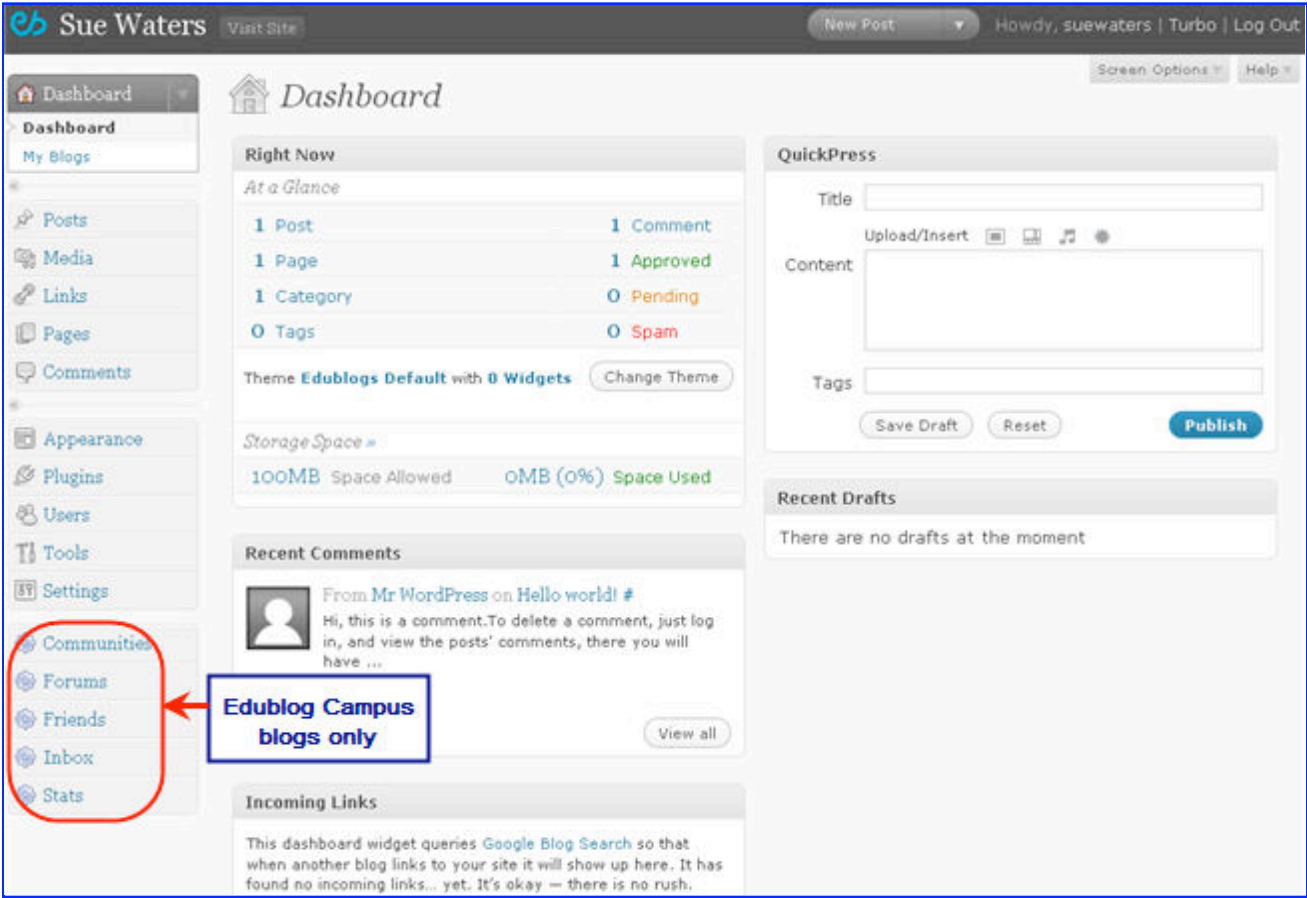 Sue Waters Visit Site New Post Howdy, suewaters | Turbo | Log Out
Screen Options Help
Dashboard
Dashboard
My Blogs
Posts
Media
Links
Pages
Comments
Appearance
Plugins
Users
Tools
Settings
Communities
Forums
Friends
Inbox
Stats
Edublog Campus
blogs only
Dashboard
Right Now
At a Glance
1 Post 1 Comment
1 Page 1 Approved
1 Category 0 Pending
0 Tags 0 Spam
Theme Edublogs Default with 0 Widgets Change Theme
Storage Space »
100MB Space Allowed 0MB (0%) Space Used
Recent Comments
From Mr WordPress on Hello world! #
Hi, this is a comment.To delete a comment, just log
in, and view the posts' comments, there you will
have ...
View all
Incoming Links
This dashboard widget queries Google Blog Search so that
when another blog links to your site it will show up here. It has
found no incoming links... yet. It's okay — there is no rush.
QuickPress
Title
Upload/Insert
Content
Tags
Save Draft Reset Publish
Recent Drafts
There are no drafts at the moment